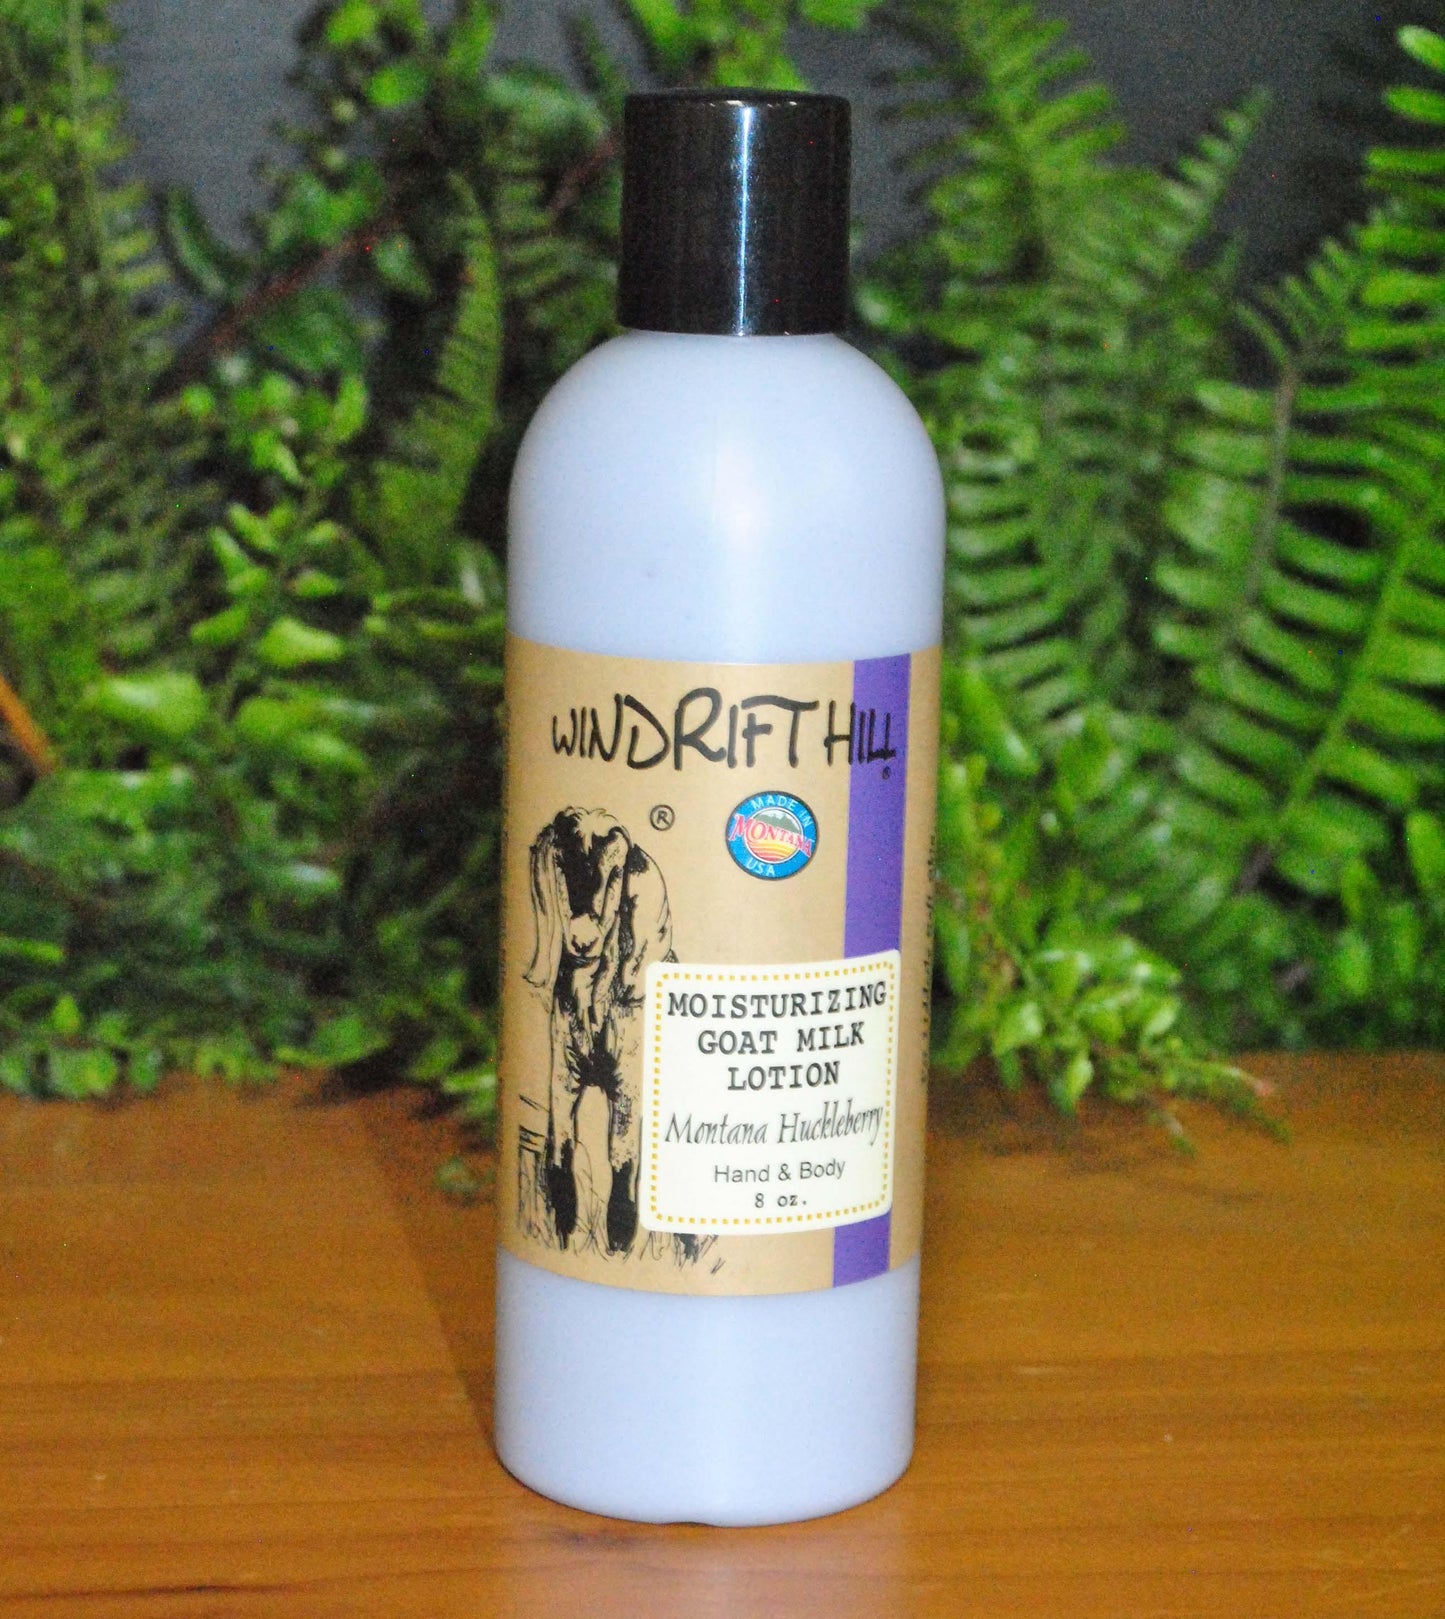 WINDRIFT HILL®
®
MADE IN
MONTANA
USA
MOISTURIZING
GOAT MILK
LOTION
Montana Huckleberry
Hand & Body
8 oz.